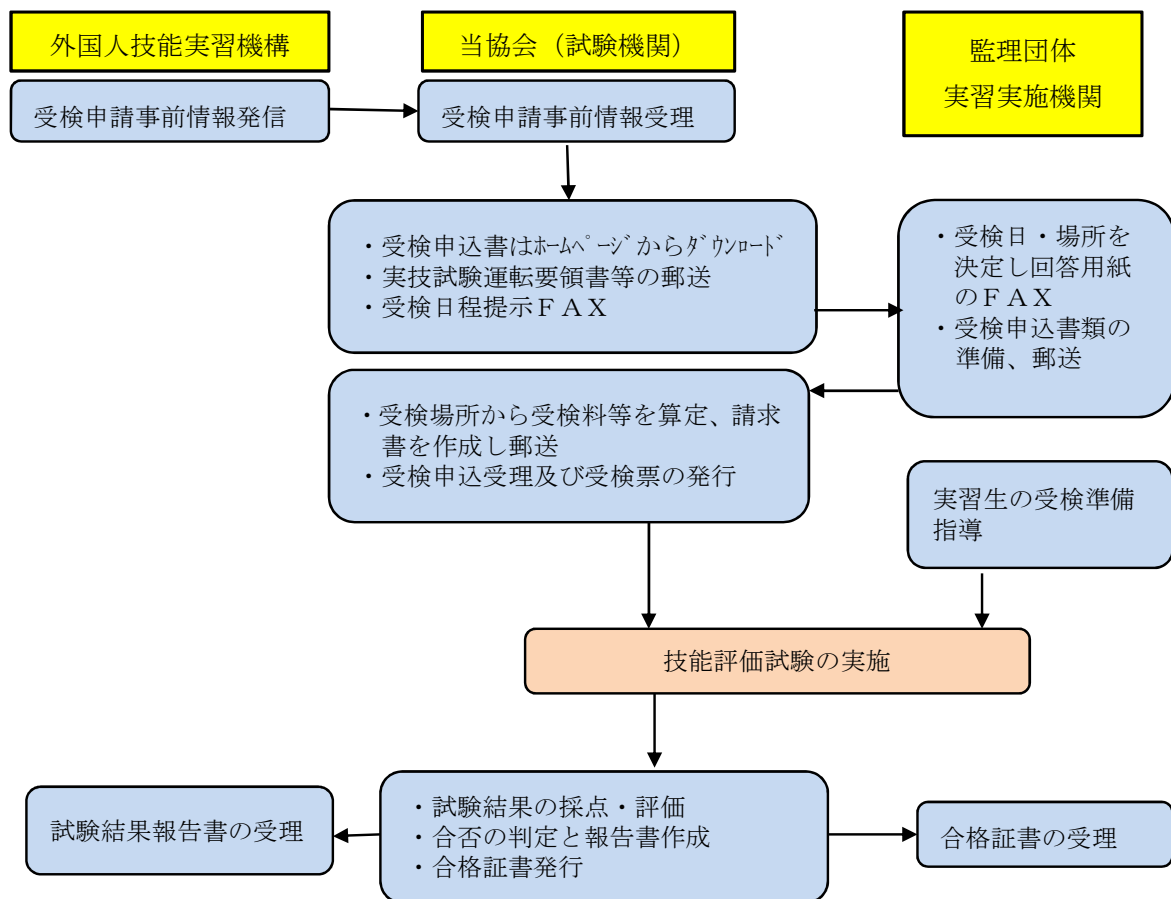 外国人技能実習機構
当協会（試験機関）
監理団体
実習実施機関
受検申請事前情報発信
受検申請事前情報受理
・受検申込書はﾎｰﾑﾍﾟｰｼﾞからﾀﾞｳﾝﾛｰﾄﾞ
・実技試験運転要領書等の郵送
・受検日程提示ＦＡＸ
・受検日・場所を
決定し回答用紙
のＦＡＸ
・受検申込書類の
準備、郵送
・受検場所から受検料等を算定、請求
書を作成し郵送
・受検申込受理及び受検票の発行
実習生の受検準備
指導
技能評価試験の実施
・試験結果の採点・評価
・合否の判定と報告書作成
・合格証書発行
試験結果報告書の受理
合格証書の受理